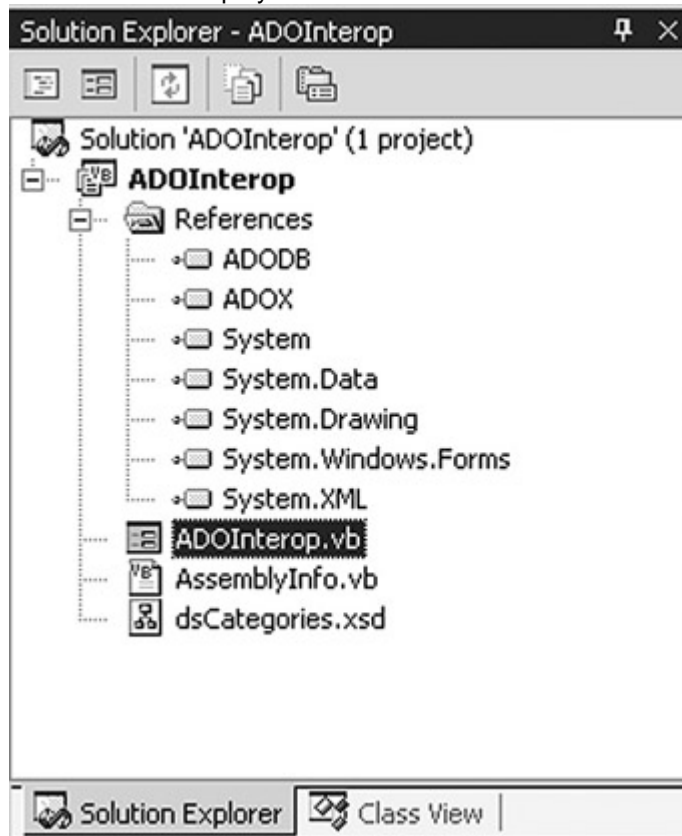 Solution Explorer - ADOInterop
Solution 'ADOInterop' (1 project)
ADOInterop
References
ADODB
ADOX
System
System.Data
System.Drawing
System.Windows.Forms
System.XML
ADOInterop.vb
AssemblyInfo.vb
dsCategories.xsd
Solution Explorer
Class View